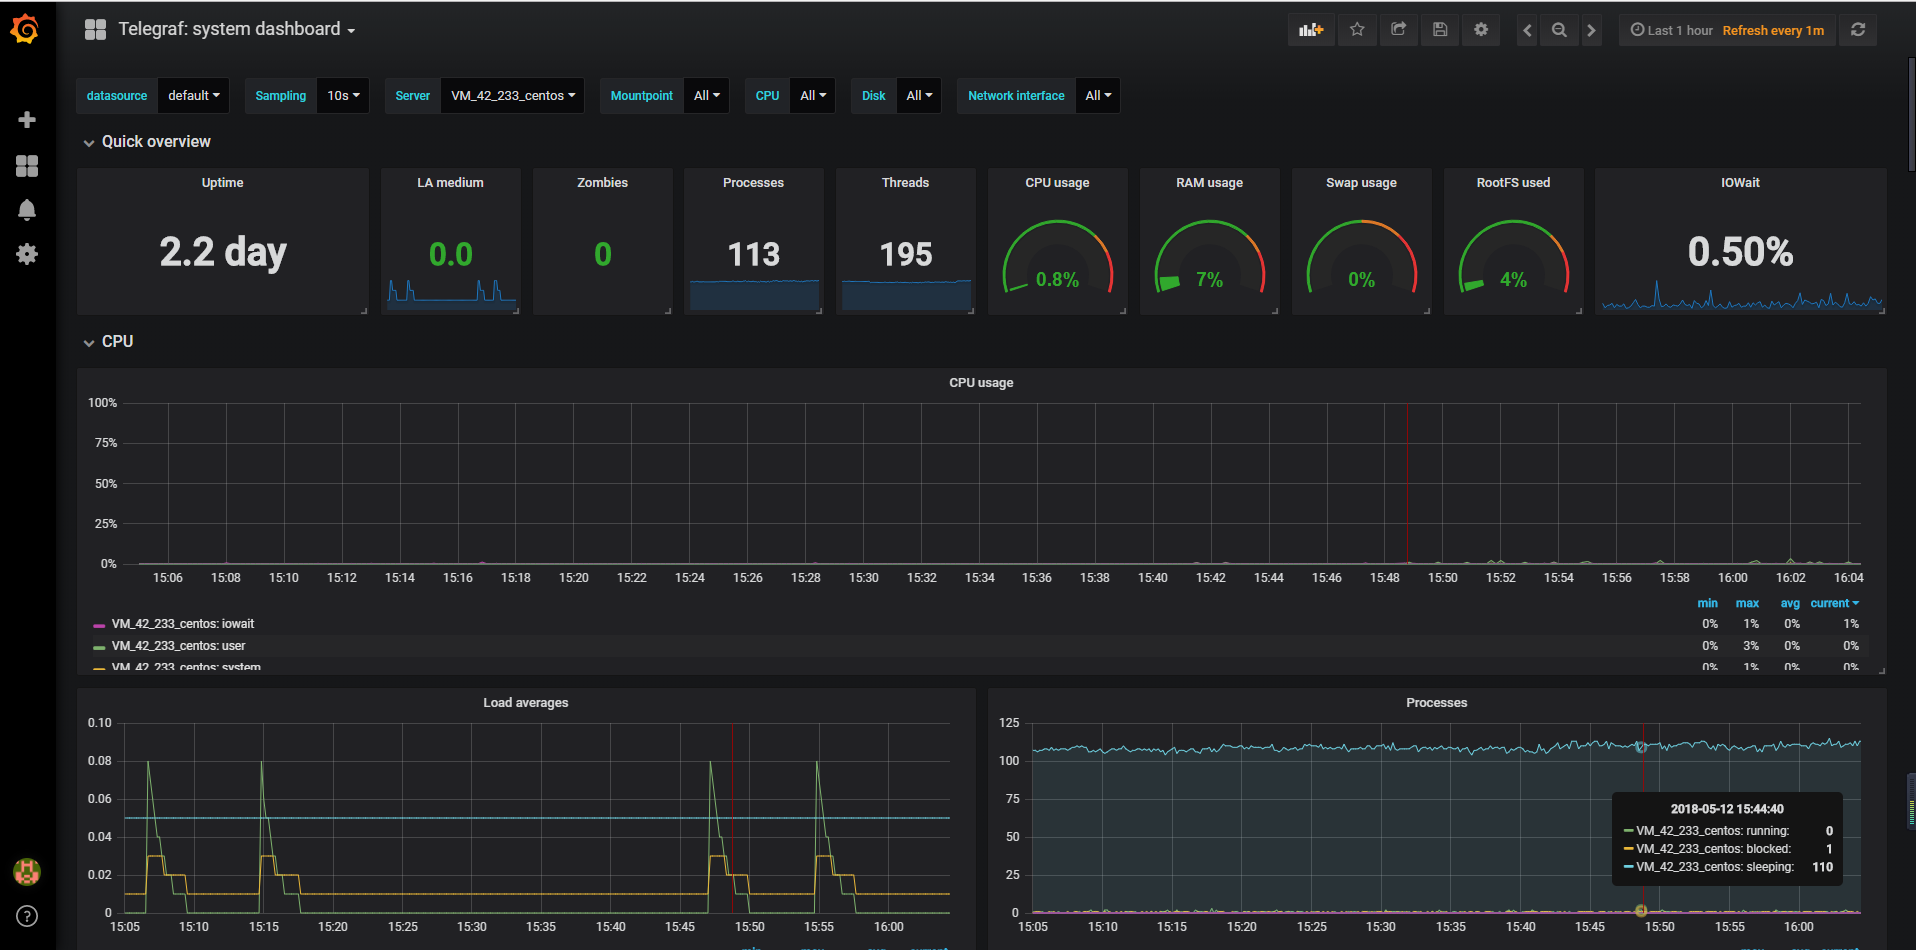 Telegraf: system dashboard
Last 1 hour Refresh every 1m
datasource default Sampling 10s Server VM_42_233_centos Mountpoint All CPU All Disk All Network interface All
Quick overview
Uptime LA medium Zombies Processes Threads CPU usage RAM usage Swap usage RootFS used IOWait
2.2 day 0.0 0 113 195 0.8% 7% 0% 4% 0.50%
CPU
CPU usage
100%
75%
50%
25%
0%
15:06 15:08 15:10 15:12 15:14 15:16 15:18 15:20 15:22 15:24 15:26 15:28 15:30 15:32 15:34 15:36 15:38 15:40 15:42 15:44 15:46 15:48 15:50 15:52 15:54 15:56 15:58 16:00 16:02 16:04
min max avg current
VM_42_233_centos: iowait 0% 1% 0% 1%
VM_42_233_centos: user 0% 3% 0% 0%
VM_42_233_centos: system 0% 1% 0% 0%
Load averages
0.10
0.08
0.06
0.04
0.02
0
15:05 15:10 15:15 15:20 15:25 15:30 15:35 15:40 15:45 15:50 15:55 16:00
min max avg current
Processes
125
100
75
50
25
0
15:05 15:10 15:15 15:20 15:25 15:30 15:35 15:40 15:45 15:50 15:55 16:00
2018-05-12 15:44:40
VM_42_233_centos: running: 0
VM_42_233_centos: blocked: 1
VM_42_233_centos: sleeping: 110